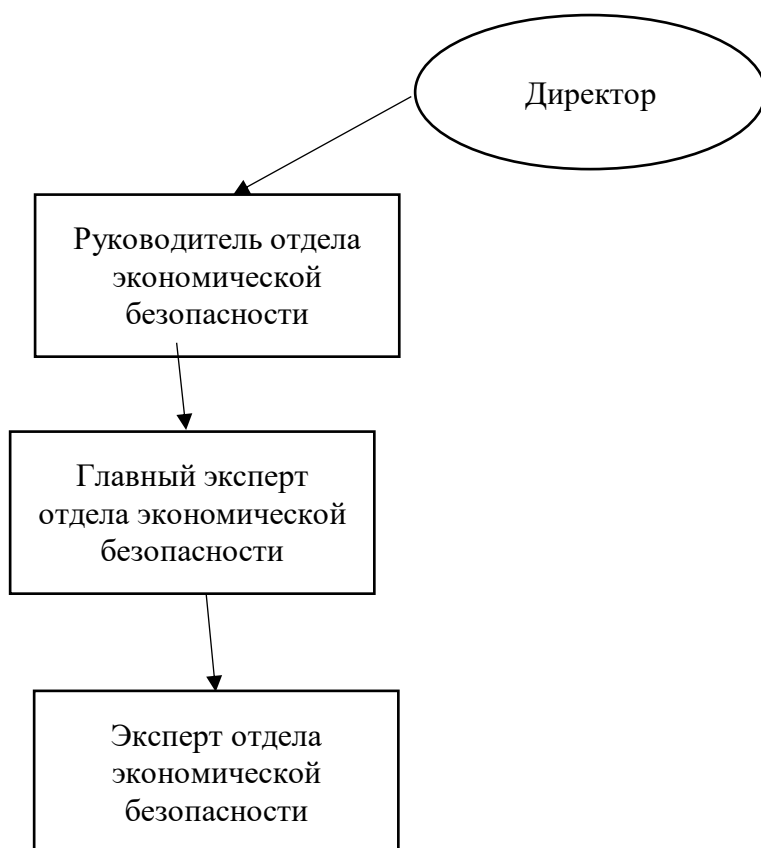 Директор
Руководитель отдела
экономической
безопасности
Главный эксперт
отдела экономической
безопасности
Эксперт отдела
экономической
безопасности